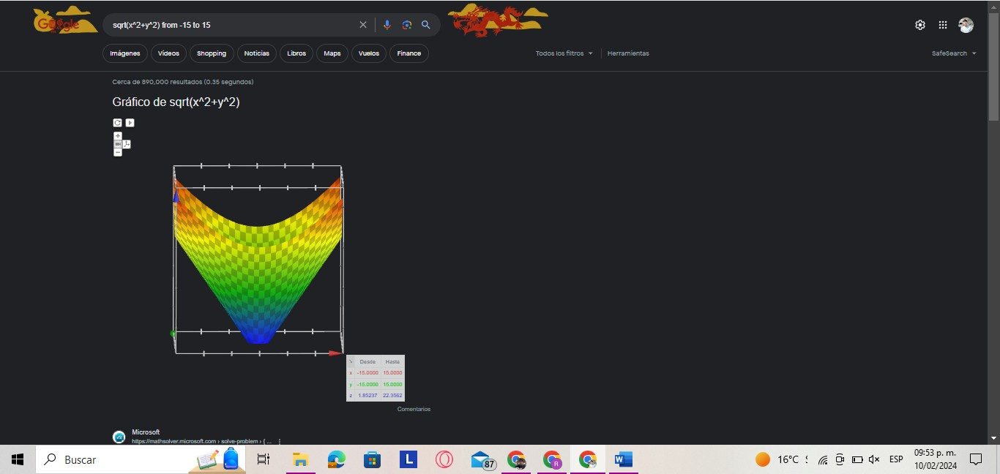 Google
sqrt(x^2+y^2) from -15 to 15
Imágenes
Vídeos
Shopping
Noticias
Libros
Maps
Vuelos
Finance
Todos los filtros
Herramientas
SafeSearch
Cerca de 890,000 resultados (0.35 segundos)
Gráfico de sqrt(x^2+y^2)
Desde Hasta
x -15.0000 15.0000
y -15.0000 15.0000
z 1.85237 22.3562
Comentarios
Microsoft
https://mathsolver.microsoft.com › solve-problem › { ...
Buscar
L
87
R
W
16°C
ESP
09:53 p. m.
10/02/2024